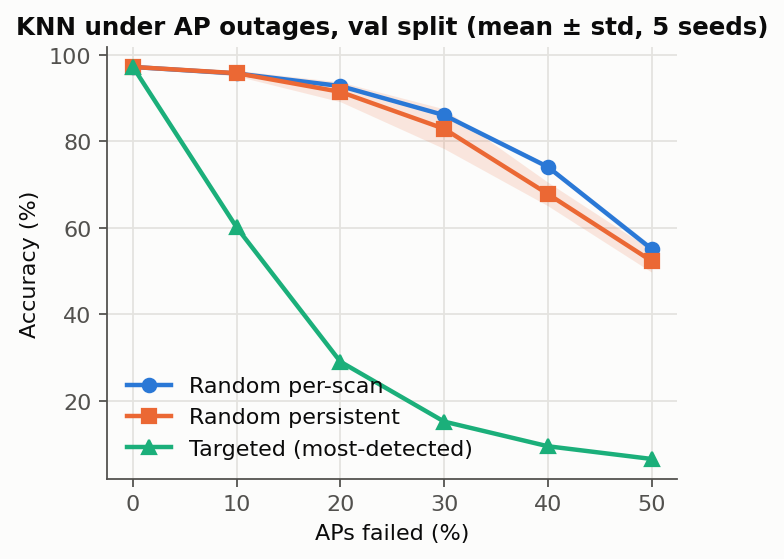 KNN under AP outages, val split (mean ± std, 5 seeds)
100
80
60
40
20
Accuracy (%)
Random per-scan
Random persistent
Targeted (most-detected)
0 10 20 30 40 50
APs failed (%)